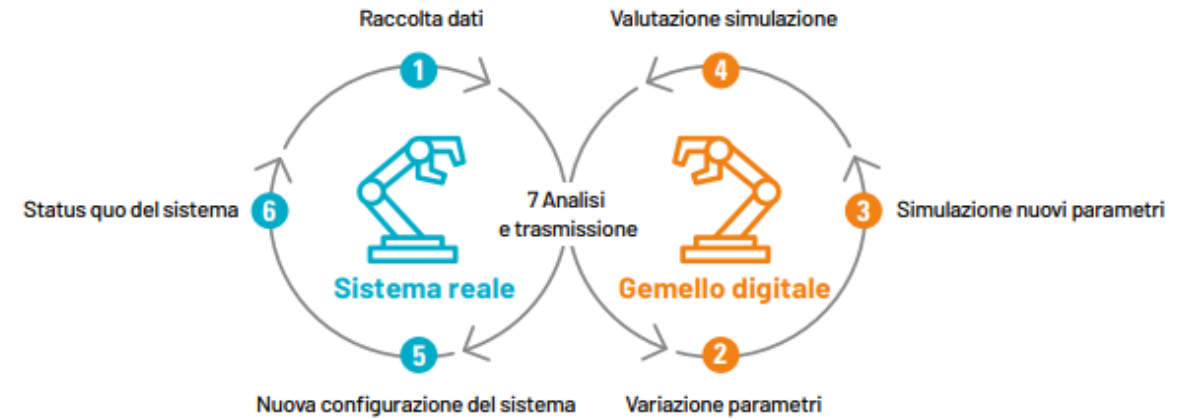 Raccolta dati
Valutazione simulazione
1
4
Status quo del sistema
6
7 Analisi
e trasmissione
3
Simulazione nuovi parametri
Sistema reale
Gemello digitale
5
2
Nuova configurazione del sistema
Variazione parametri